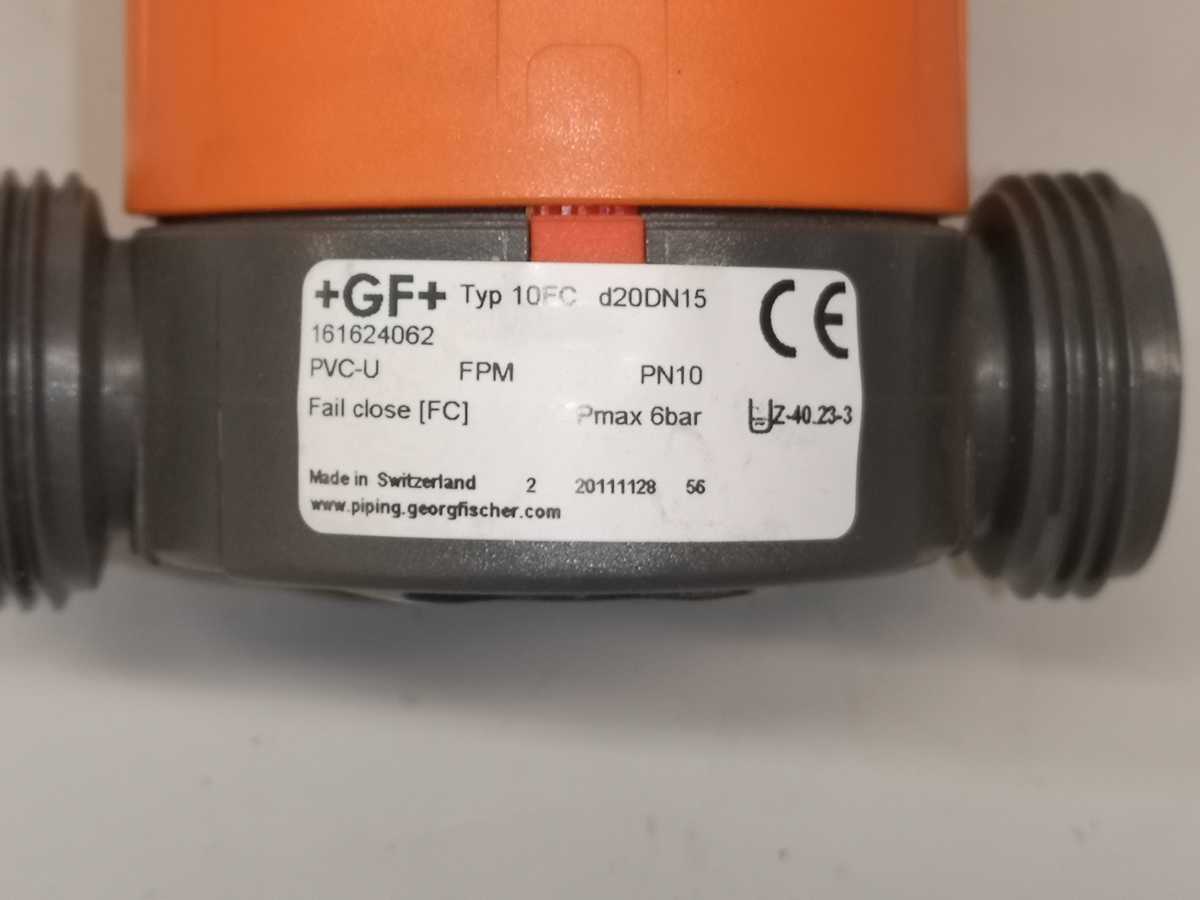 +GF+ Typ 10FC d20DN15 CE
161624062
PVC-U FPM PN10
Fail close [FC] Pmax 6bar Z-40.23-3
Made in Switzerland 2 20111128 56
www.piping.georgfischer.com